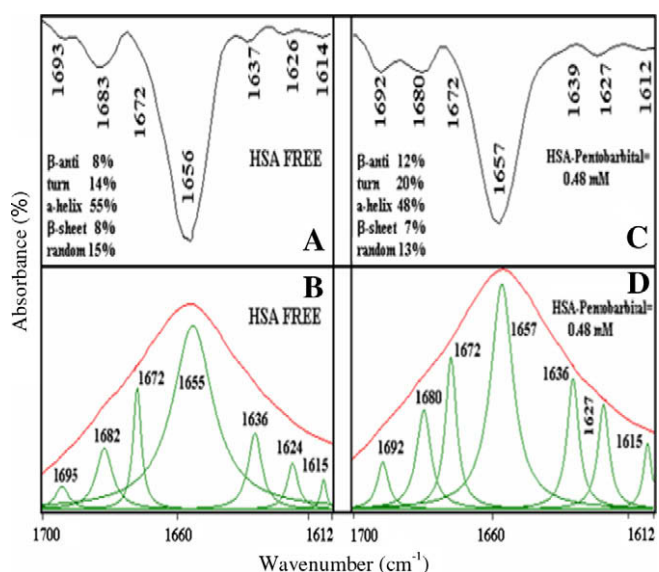 Absorbance (%)
1693
1683
1672
1656
1637
1626
1614
β-anti 8%
turn 14%
a-helix 55%
β-sheet 8%
random 15%
HSA FREE
A
1692
1680
1672
1657
1639
1627
1612
β-anti 12%
turn 20%
a-helix 48%
β-sheet 7%
random 13%
HSA-Pentobarbital=
0.48 mM
C
B
HSA FREE
1695
1682
1672
1655
1636
1624
1615
D
HSA-Pentobarbital=
0.48 mM
1692
1680
1672
1657
1636
1627
1615
1700
1660
1612
1700
1660
1612
Wavenumber (cm⁻¹)